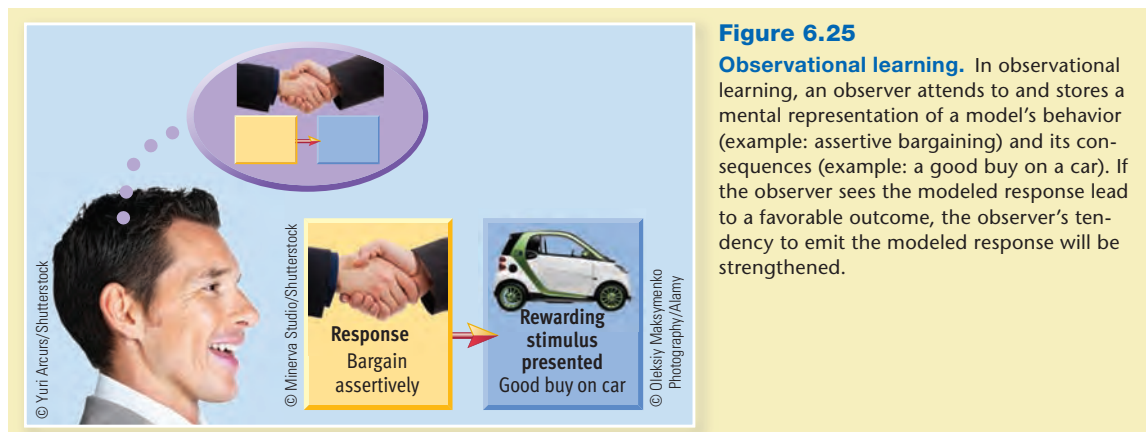 © Yuri Arcurs/Shutterstock
© Minerva Studio/Shutterstock
Response
Bargain
assertively
Rewarding
stimulus
presented
Good buy on car
© Oleksiy Maksymenko
Photography/Alamy
Figure 6.25
Observational learning. In observational
learning, an observer attends to and stores a
mental representation of a model’s behavior
(example: assertive bargaining) and its con-
sequences (example: a good buy on a car). If
the observer sees the modeled response lead
to a favorable outcome, the observer’s ten-
dency to emit the modeled response will be
strengthened.